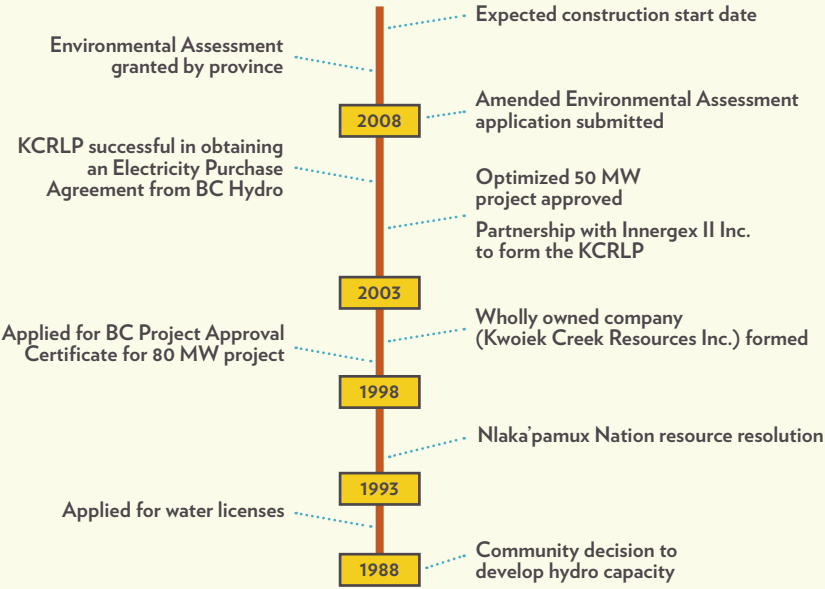 Expected construction start date
Environmental Assessment
granted by province
2008
Amended Environmental Assessment
application submitted
KCRLP successful in obtaining
an Electricity Purchase
Agreement from BC Hydro
Optimized 50 MW
project approved
Partnership with Innergex II Inc.
to form the KCRLP
2003
Wholly owned company
(Kwoiek Creek Resources Inc.) formed
Applied for BC Project Approval
Certificate for 80 MW project
1998
Nlaka’pamux Nation resource resolution
1993
Applied for water licenses
1988
Community decision to
develop hydro capacity